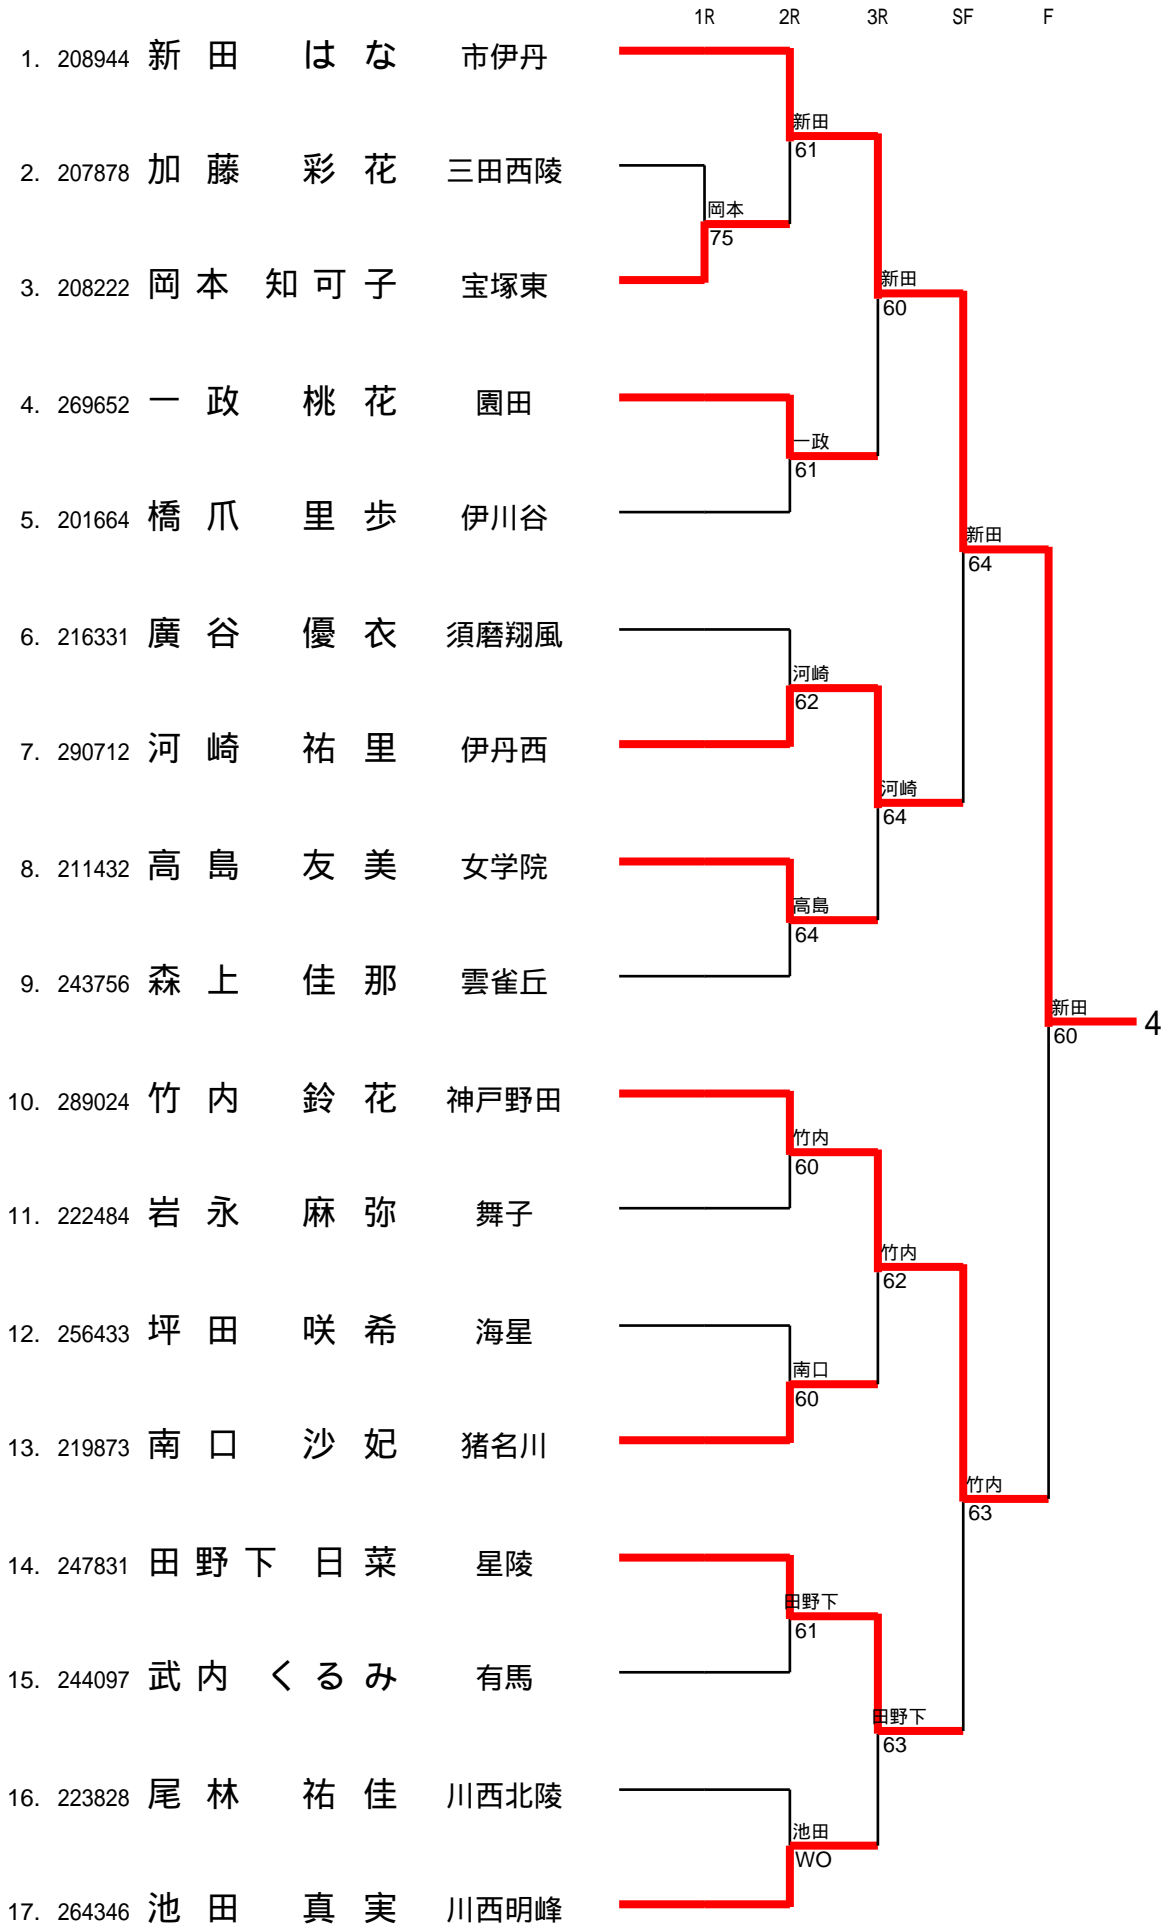 1R 2R 3R SF F
1. 208944 新田 はな 市伊丹
新田
61
2. 207878 加藤 彩花 三田西陵
岡本
75
3. 208222 岡本 知可子 宝塚東
新田
60
4. 269652 一政 桃花 園田
一政
61
5. 201664 橋爪 里歩 伊川谷
新田
64
6. 216331 廣谷 優衣 須磨翔風
河崎
62
7. 290712 河崎 祐里 伊丹西
河崎
64
8. 211432 高島 友美 女学院
高島
64
9. 243756 森上 佳那 雲雀丘
新田
60 4
10. 289024 竹内 鈴花 神戸野田
竹内
60
11. 222484 岩永 麻弥 舞子
竹内
62
12. 256433 坪田 咲希 海星
南口
60
13. 219873 南口 沙妃 猪名川
竹内
63
14. 247831 田野下 日菜 星陵
田野下
61
15. 244097 武内 くるみ 有馬
田野下
63
16. 223828 尾林 祐佳 川西北陵
池田
WO
17. 264346 池田 真実 川西明峰